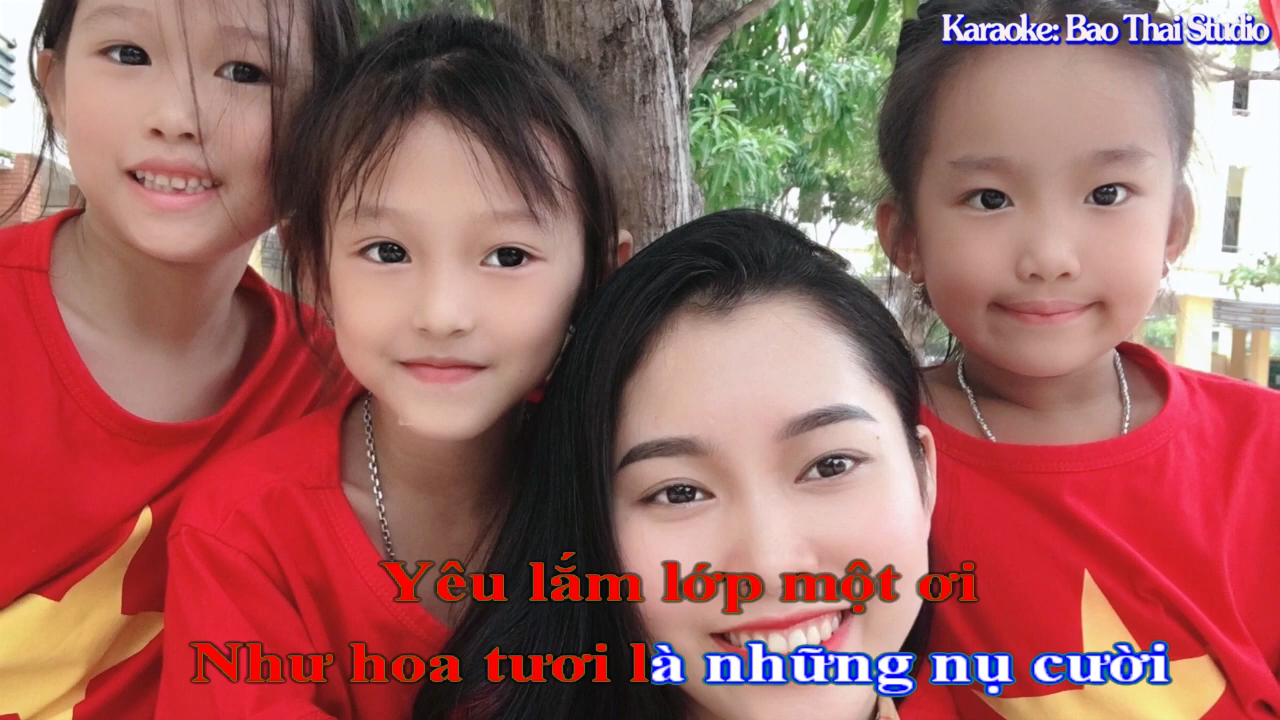 Karaoke: Bao Thai Studio
Yêu lắm lớp một ơi
Như hoa tươi là những nụ cười